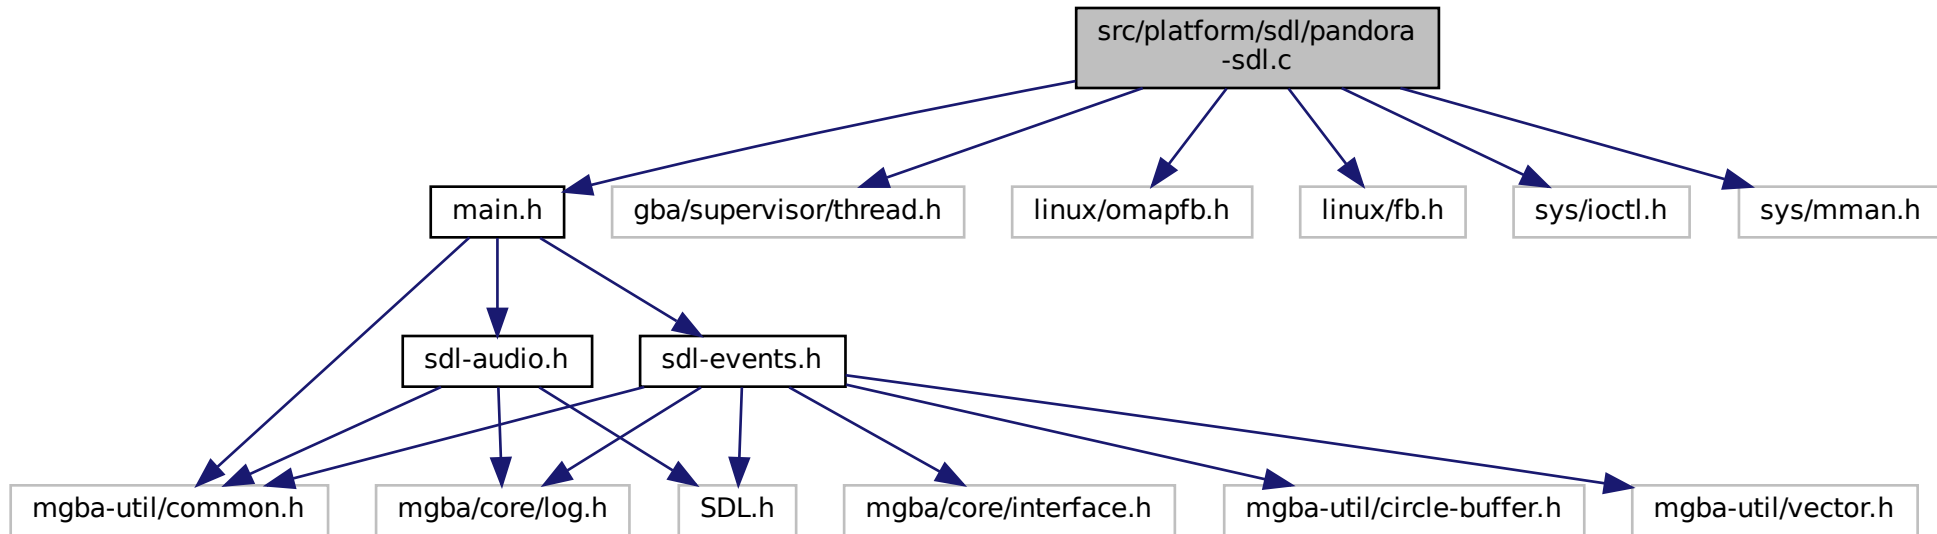 src/platform/sdl/pandora
-sdl.c
main.h
gba/supervisor/thread.h
linux/omapfb.h
linux/fb.h
sys/ioctl.h
sys/mman.h
sdl-audio.h
sdl-events.h
mgba-util/common.h
mgba/core/log.h
SDL.h
mgba/core/interface.h
mgba-util/circle-buffer.h
mgba-util/vector.h